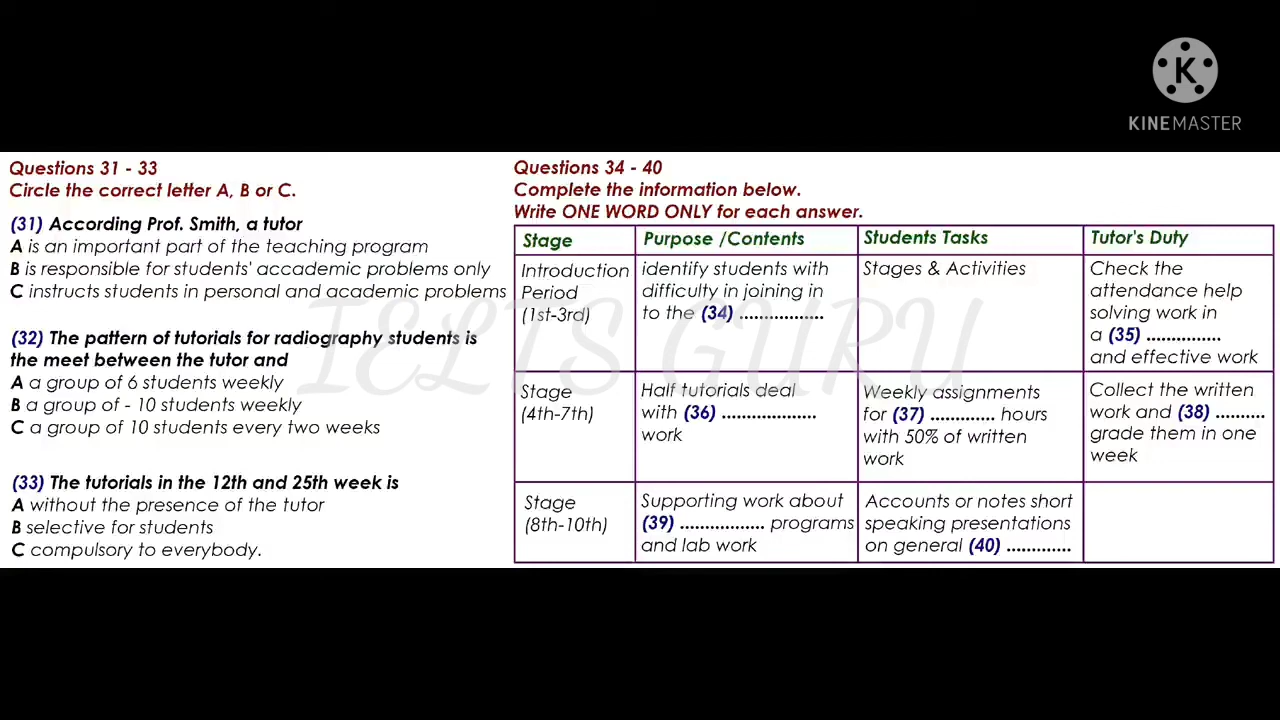 K
KINEMASTER
Questions 31 - 33
Circle the correct letter A, B or C.
(31) According Prof. Smith, a tutor
A is an important part of the teaching program
B is responsible for students' accademic problems only
C instructs students in personal and academic problems
(32) The pattern of tutorials for radiography students is
the meet between the tutor and
A a group of 6 students weekly
B a group of - 10 students weekly
C a group of 10 students every two weeks
(33) The tutorials in the 12th and 25th week is
A without the presence of the tutor
B selective for students
C compulsory to everybody.
Questions 34 - 40
Complete the information below.
Write ONE WORD ONLY for each answer.
Stage
Purpose /Contents
Students Tasks
Tutor's Duty
Introduction
Period
(1st-3rd)
identify students with
difficulty in joining in
to the (34) .................
Stages & Activities
Check the
attendance help
solving work in
a (35) ...............
and effective work
Stage
(4th-7th)
Half tutorials deal
with (36) ...................
work
Weekly assignments
for (37) ............. hours
with 50% of written
work
Collect the written
work and (38) ..........
grade them in one
week
Stage
(8th-10th)
Supporting work about
(39) ................. programs
and lab work
Accounts or notes short
speaking presentations
on general (40) .............
IELTS GURU